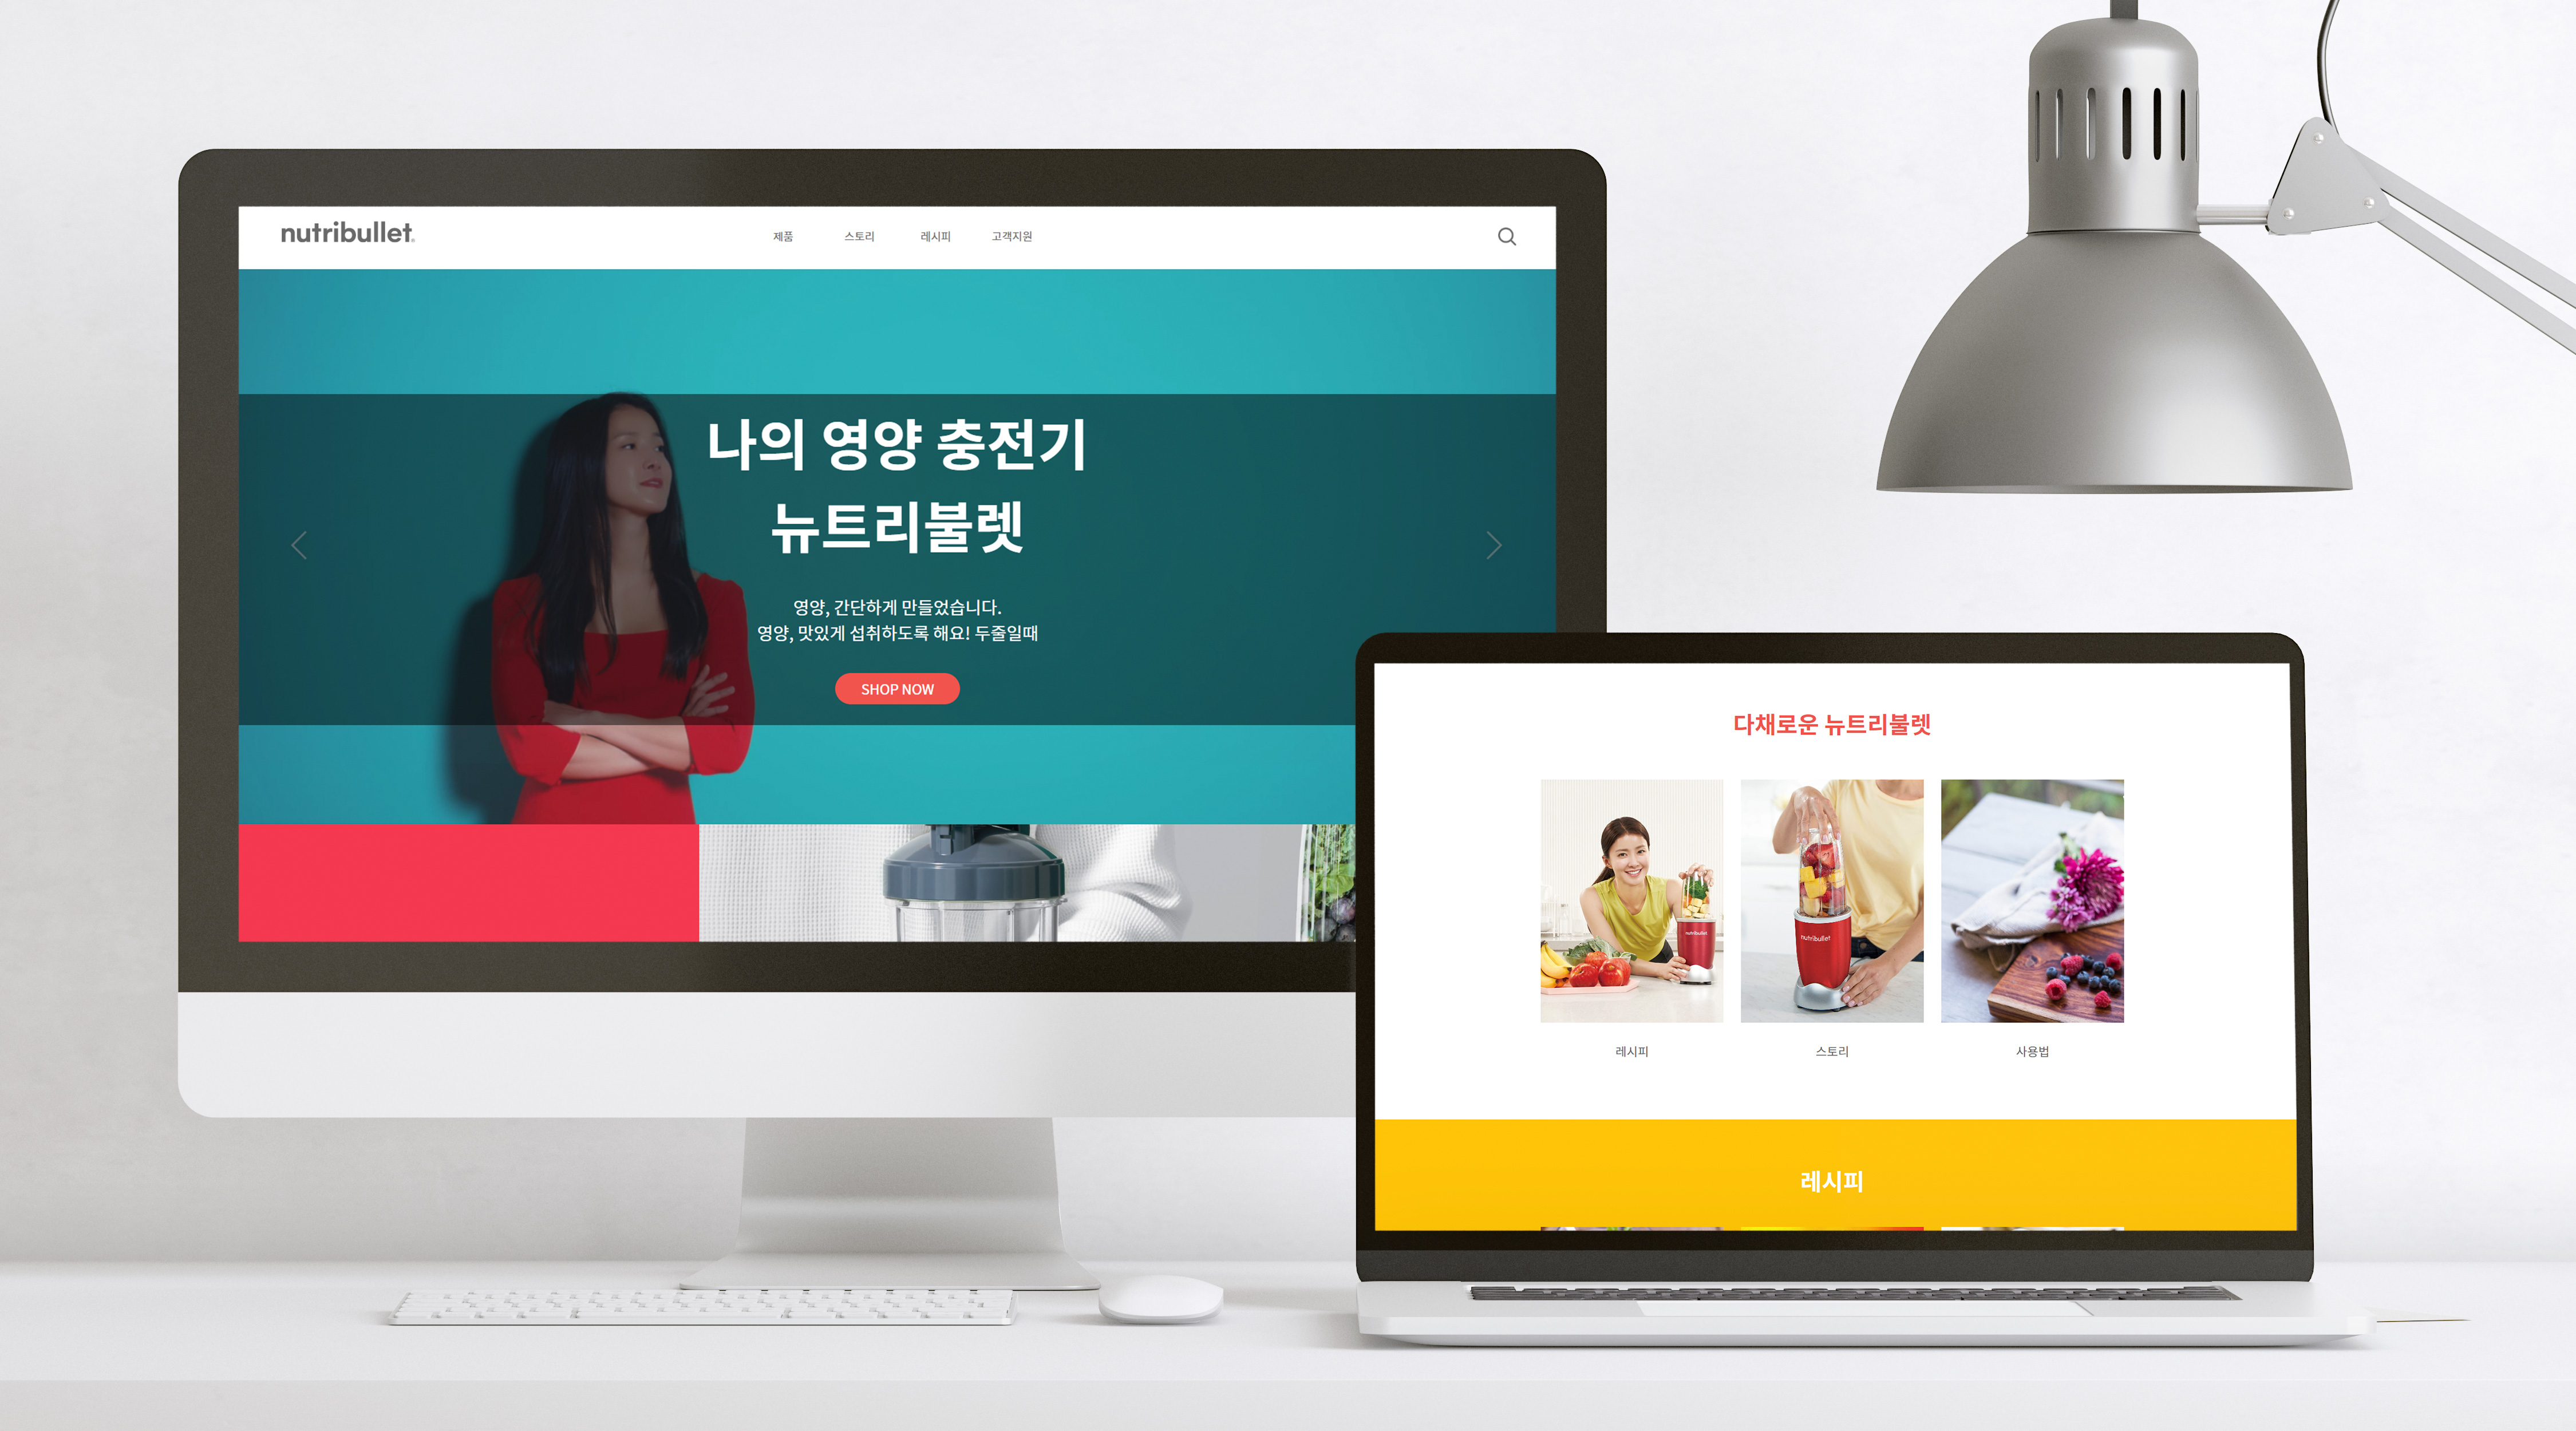 nutribullet
제품 스토리 레시피 고객지원
나의 영양 충전기
뉴트리불렛
영양, 간단하게 만들었습니다.
영양, 맛있게 섭취하도록 해요! 두줄일때
SHOP NOW
다채로운 뉴트리불렛
nutribullet
nutribullet
레시피 스토리 사용법
레시피